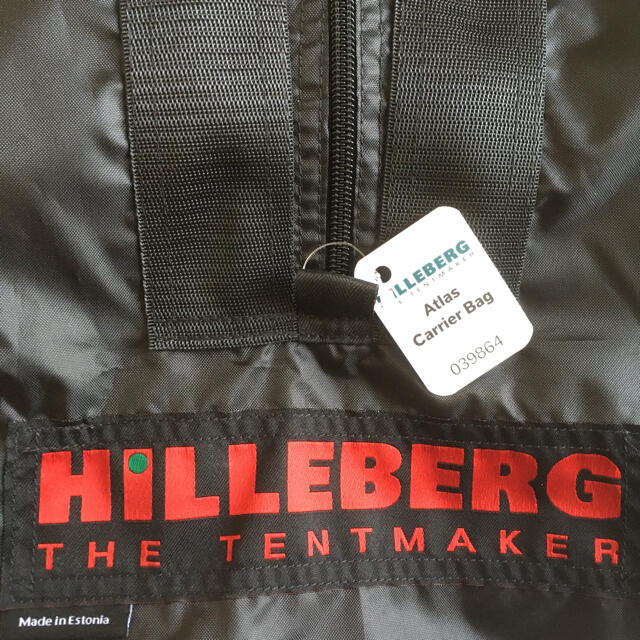 HILLEBERG
THE TENTMAKER
Atlas
Carrier Bag
039864
HiLLEBERG
THE TENTMAKER
Made in Estonia